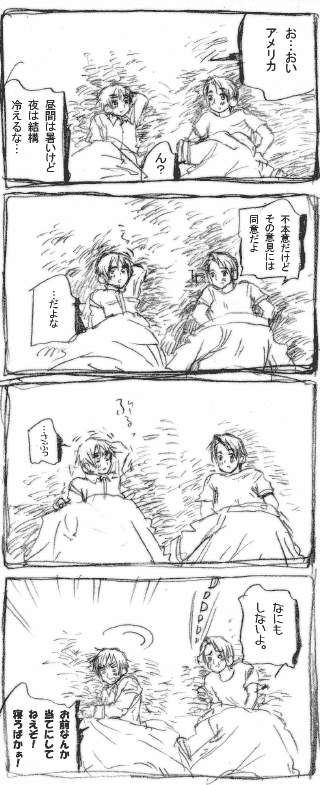 お…おい
アメリカ
ん?
昼間は暑いけど
夜は結構
冷えるな…
不本意だけど
その意見には
同意だよ
…だよな
ぶるっ
…さぶっ
なにも
しないよ。
お前なんか
当てにして
ねえぞ!
寝ろばかぁ!